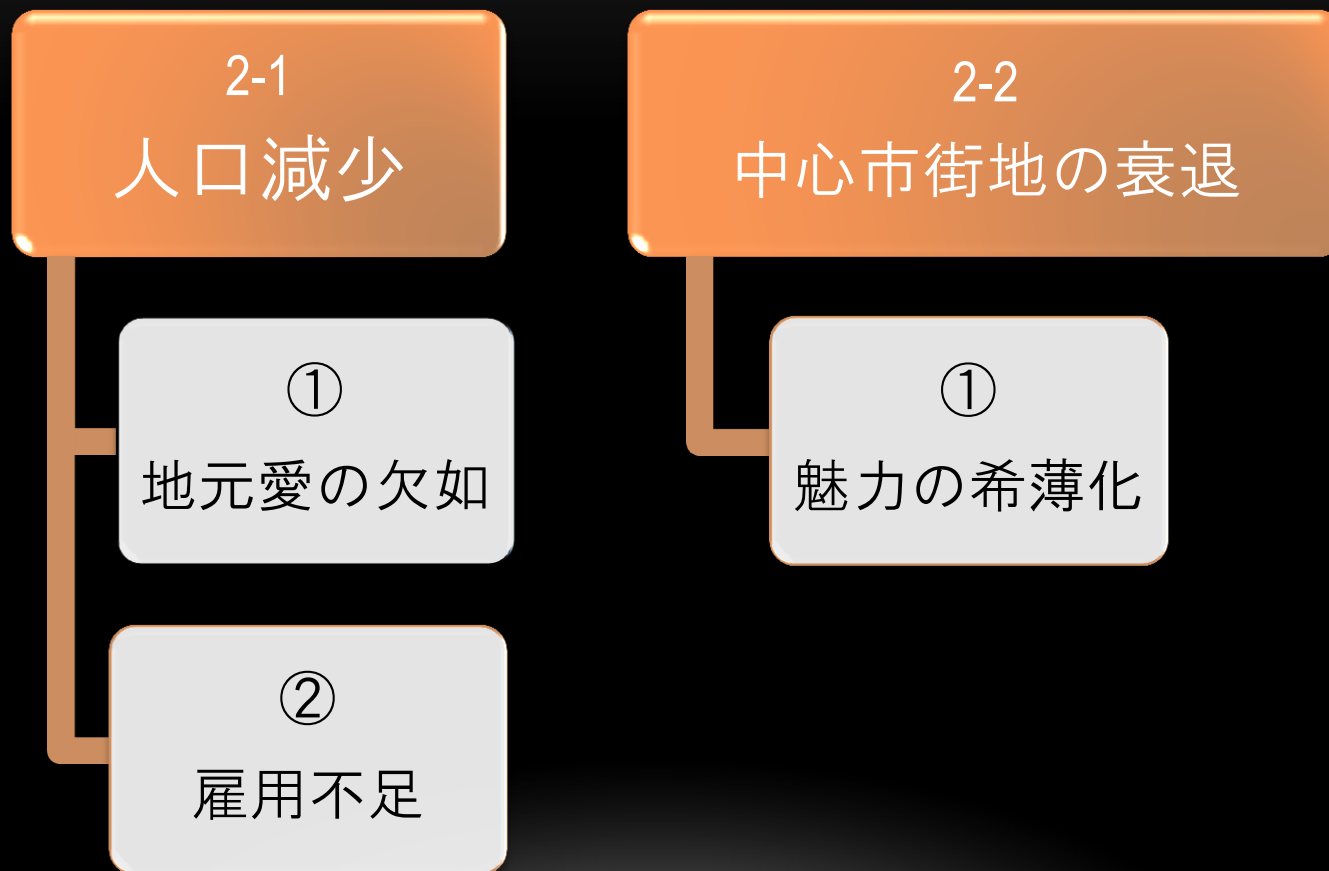 2-1
人口減少
①
地元愛の欠如
②
雇用不足
2-2
中心市街地の衰退
①
魅力の希薄化